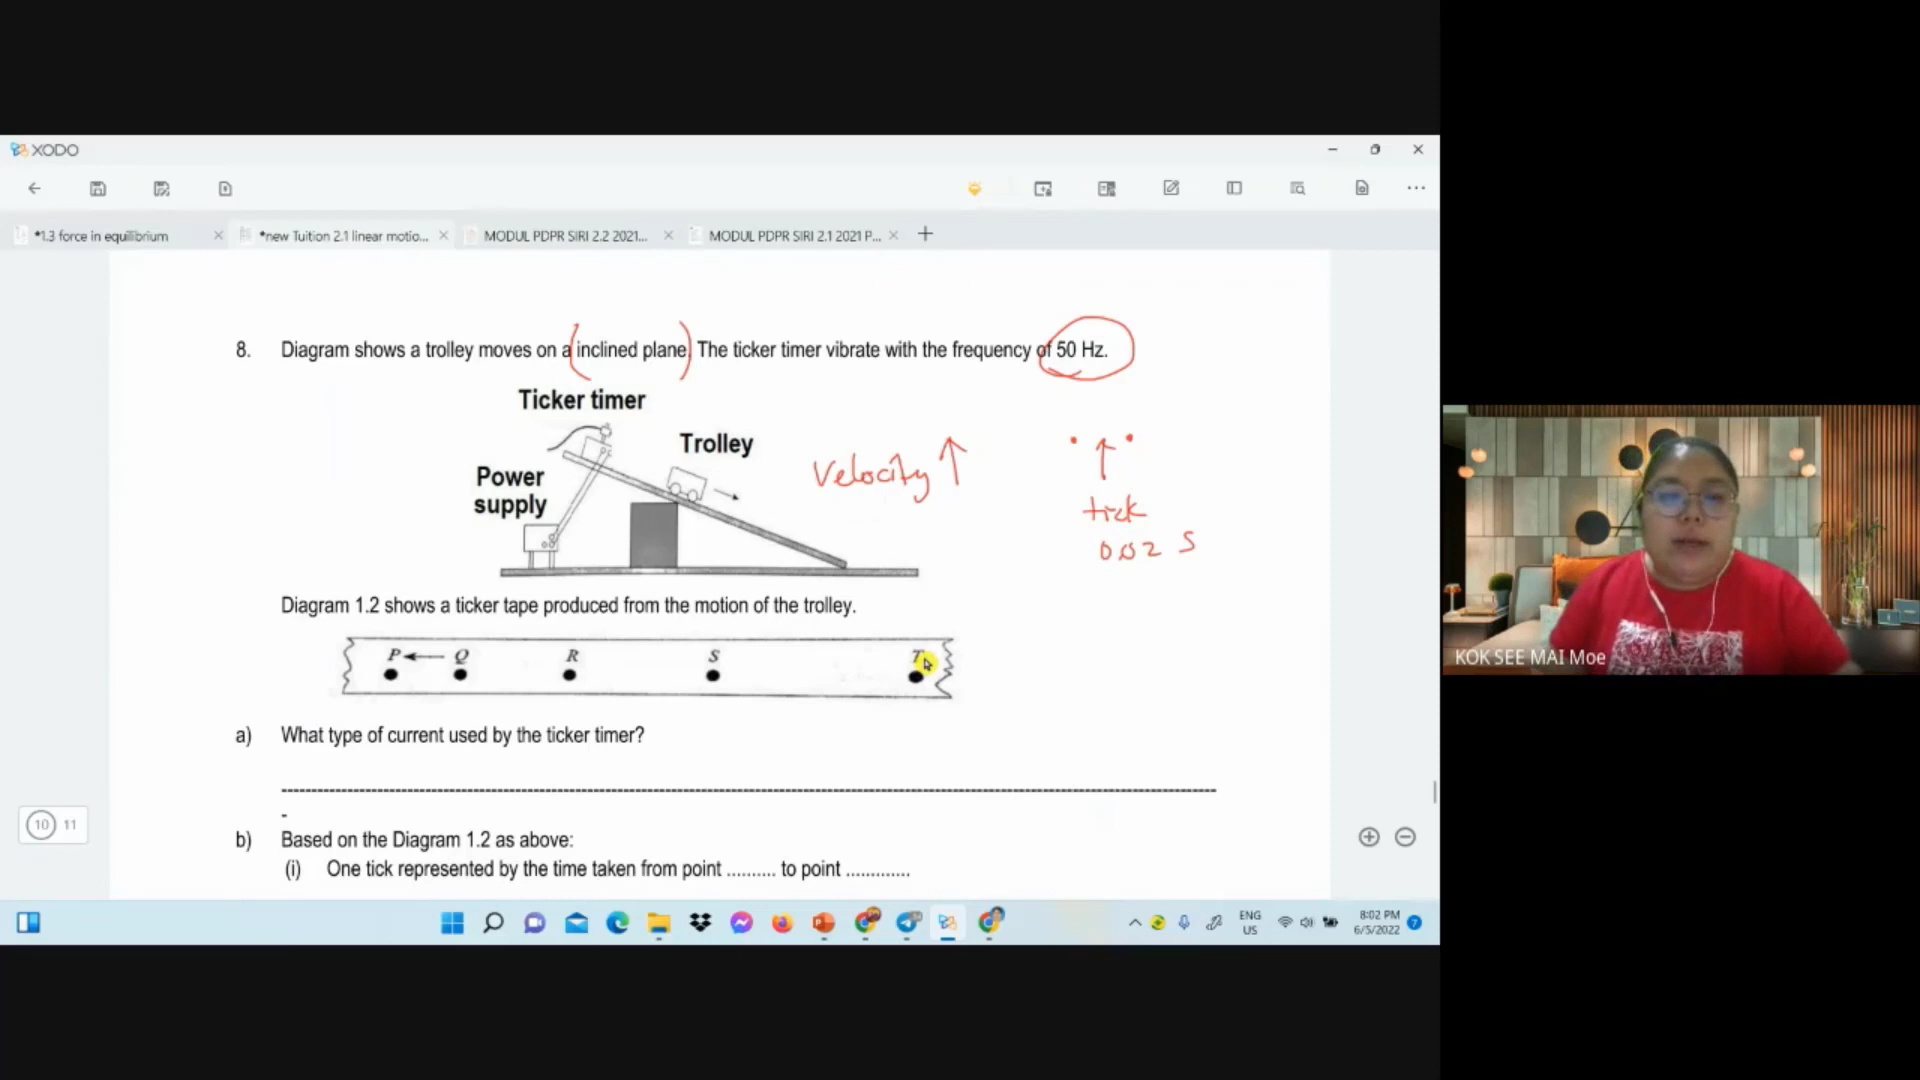 XODO
*1.3 force in equilibrium
*new Tuition 2.1 linear motio...
MODUL PDPR SIRI 2.2 2021...
MODUL PDPR SIRI 2.1 2021 P...
8. Diagram shows a trolley moves on a (inclined plane). The ticker timer vibrate with the frequency of 50 Hz.
Ticker timer
Trolley
Power
supply
Velocity ↑
tick
0.02 s
Diagram 1.2 shows a ticker tape produced from the motion of the trolley.
P Q R S T
a) What type of current used by the ticker timer?
b) Based on the Diagram 1.2 as above:
(i) One tick represented by the time taken from point .......... to point .............
10 11
ENG
US
8:02 PM
6/5/2022
7
KOK SEE MAI Moe